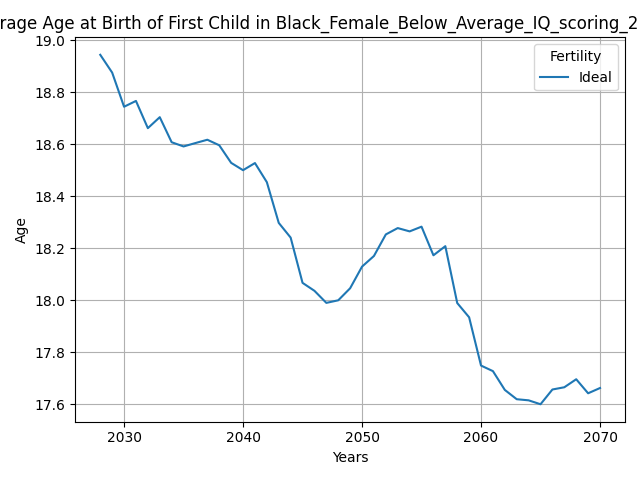 rage Age at Birth of First Child in Black_Female_Below_Average_IQ_scoring_2
Fertility
Ideal
19.0
18.8
18.6
18.4
18.2
18.0
17.8
17.6
Age
2030
2040
2050
2060
2070
Years